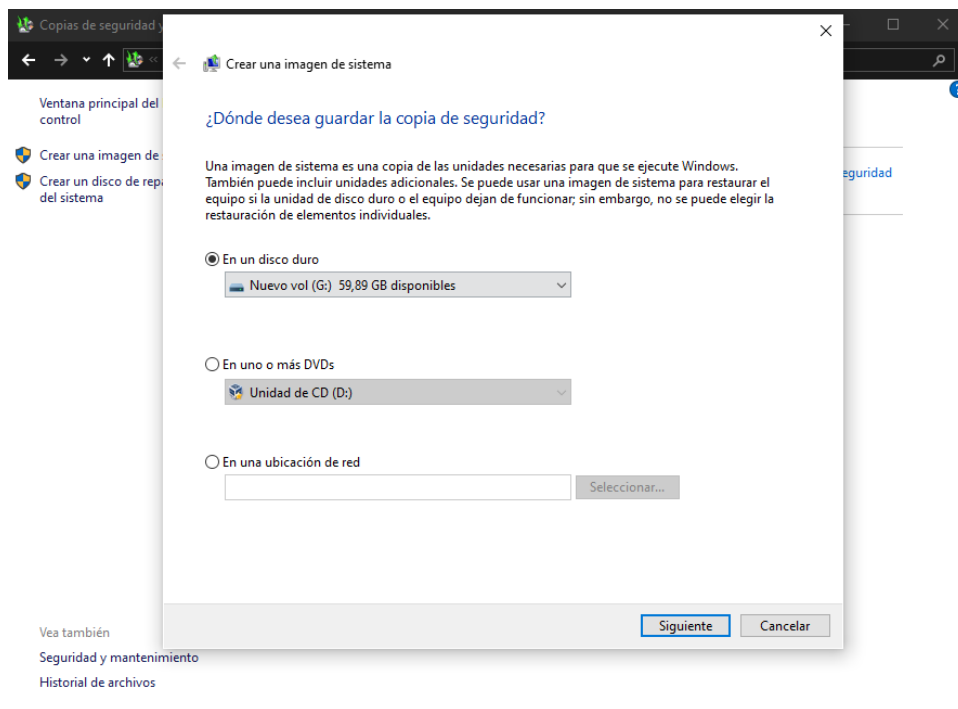 Copias de seguridad y
Crear una imagen de sistema
Ventana principal del
control
Crear una imagen de
Crear un disco de repa
del sistema
¿Dónde desea guardar la copia de seguridad?
Una imagen de sistema es una copia de las unidades necesarias para que se ejecute Windows.
También puede incluir unidades adicionales. Se puede usar una imagen de sistema para restaurar el
equipo si la unidad de disco duro o el equipo dejan de funcionar; sin embargo, no se puede elegir la
restauración de elementos individuales.
eguridad
En un disco duro
Nuevo vol (G:) 59,89 GB disponibles
En uno o más DVDs
Unidad de CD (D:)
En una ubicación de red
Seleccionar...
Siguiente Cancelar
Vea también
Seguridad y mantenimiento
Historial de archivos